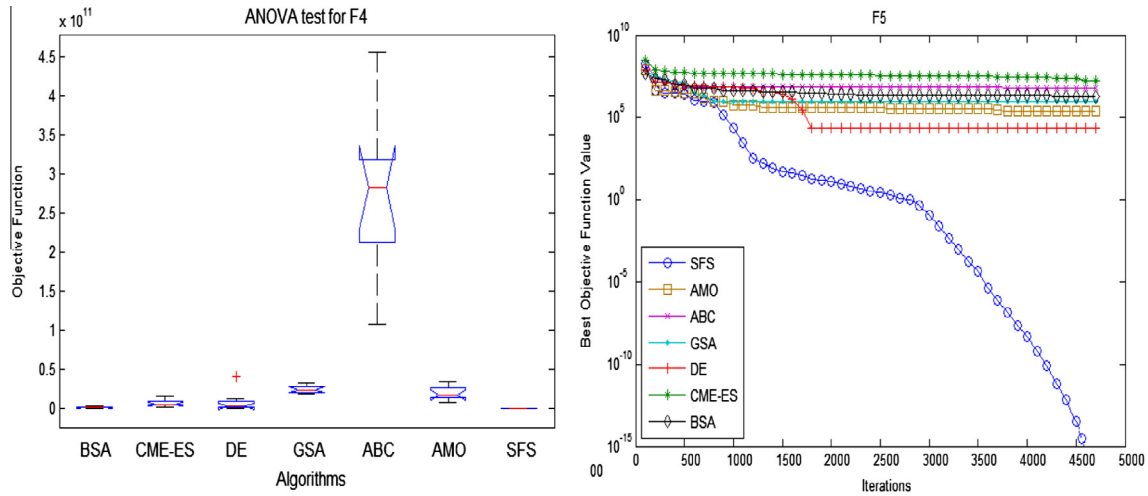 ANOVA test for F4
x 10^11
4.5
4
3.5
3
2.5
2
1.5
1
0.5
0
Objective Function
BSA CME-ES DE GSA ABC AMO SFS
Algorithms
F5
10^10
10^5
10^0
10^-5
10^-10
10^-15
Best Objective Function Value
SFS
AMO
ABC
GSA
DE
CME-ES
BSA
00
0 500 1000 1500 2000 2500 3000 3500 4000 4500 5000
Iterations